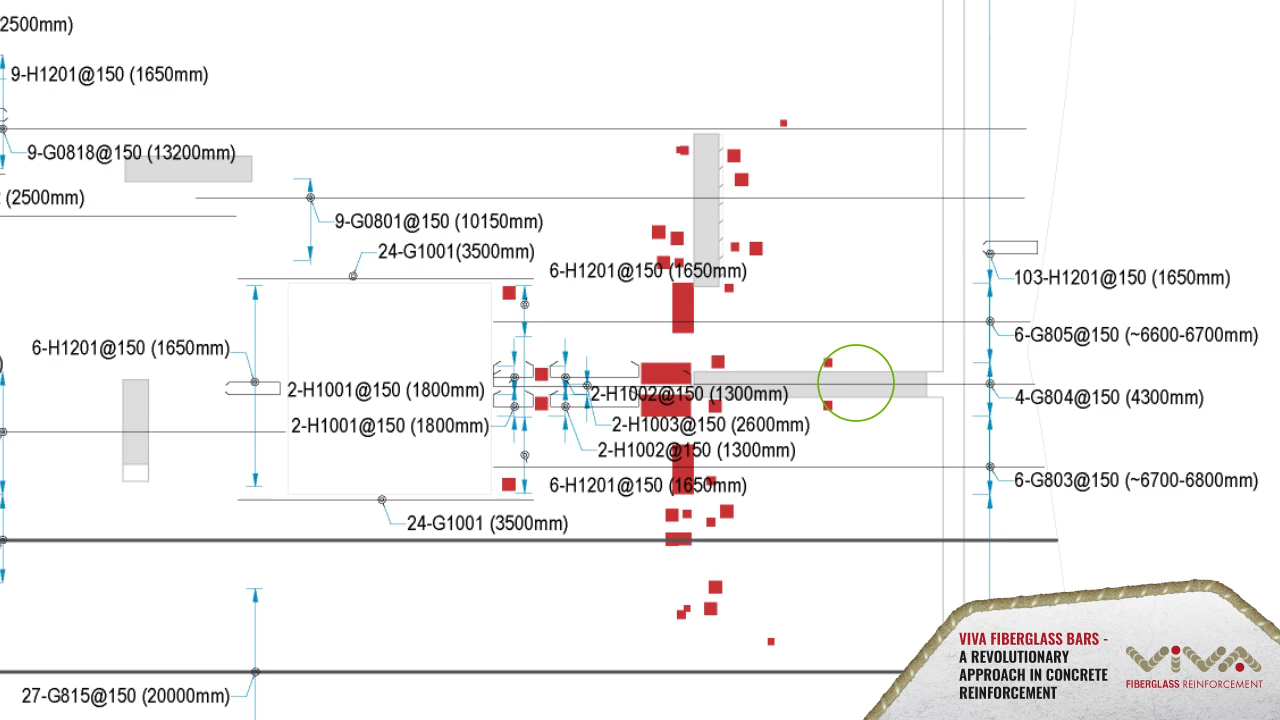 2500mm)
9-H1201@150 (1650mm)
9-G0818@150 (13200mm)
(2500mm)
9-G0801@150 (10150mm)
24-G1001(3500mm)
6-H1201@150 (1650mm)
103-H1201@150 (1650mm)
6-G805@150 (~6600-6700mm)
6-H1201@150 (1650mm)
2-H1001@150 (1800mm)
2-H1002@150 (1300mm)
4-G804@150 (4300mm)
2-H1001@150 (1800mm)
2-H1003@150 (2600mm)
2-H1002@150 (1300mm)
6-H1201@150 (1650mm)
6-G803@150 (~6700-6800mm)
24-G1001 (3500mm)
27-G815@150 (20000mm)
VIVA FIBERGLASS BARS -
A REVOLUTIONARY
APPROACH IN CONCRETE
REINFORCEMENT
VIVA
FIBERGLASS REINFORCEMENT